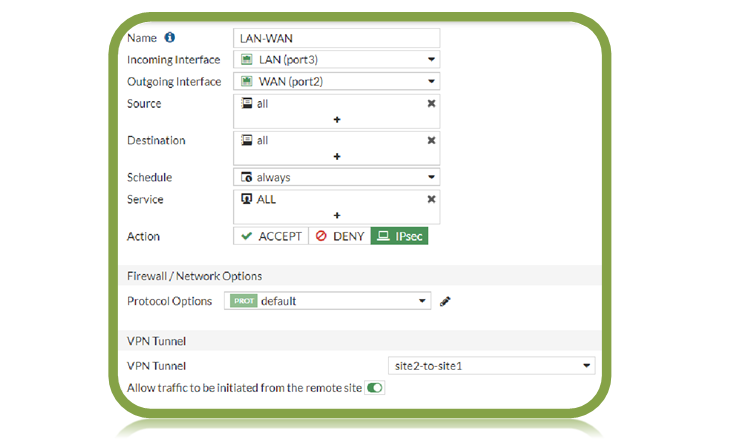 Name LAN-WAN
Incoming Interface LAN (port3)
Outgoing Interface WAN (port2)
Source all
+
Destination all
+
Schedule always
Service ALL
+
Action ACCEPT DENY IPsec
Firewall / Network Options
Protocol Options PROT default
VPN Tunnel
VPN Tunnel site2-to-site1
Allow traffic to be initiated from the remote site